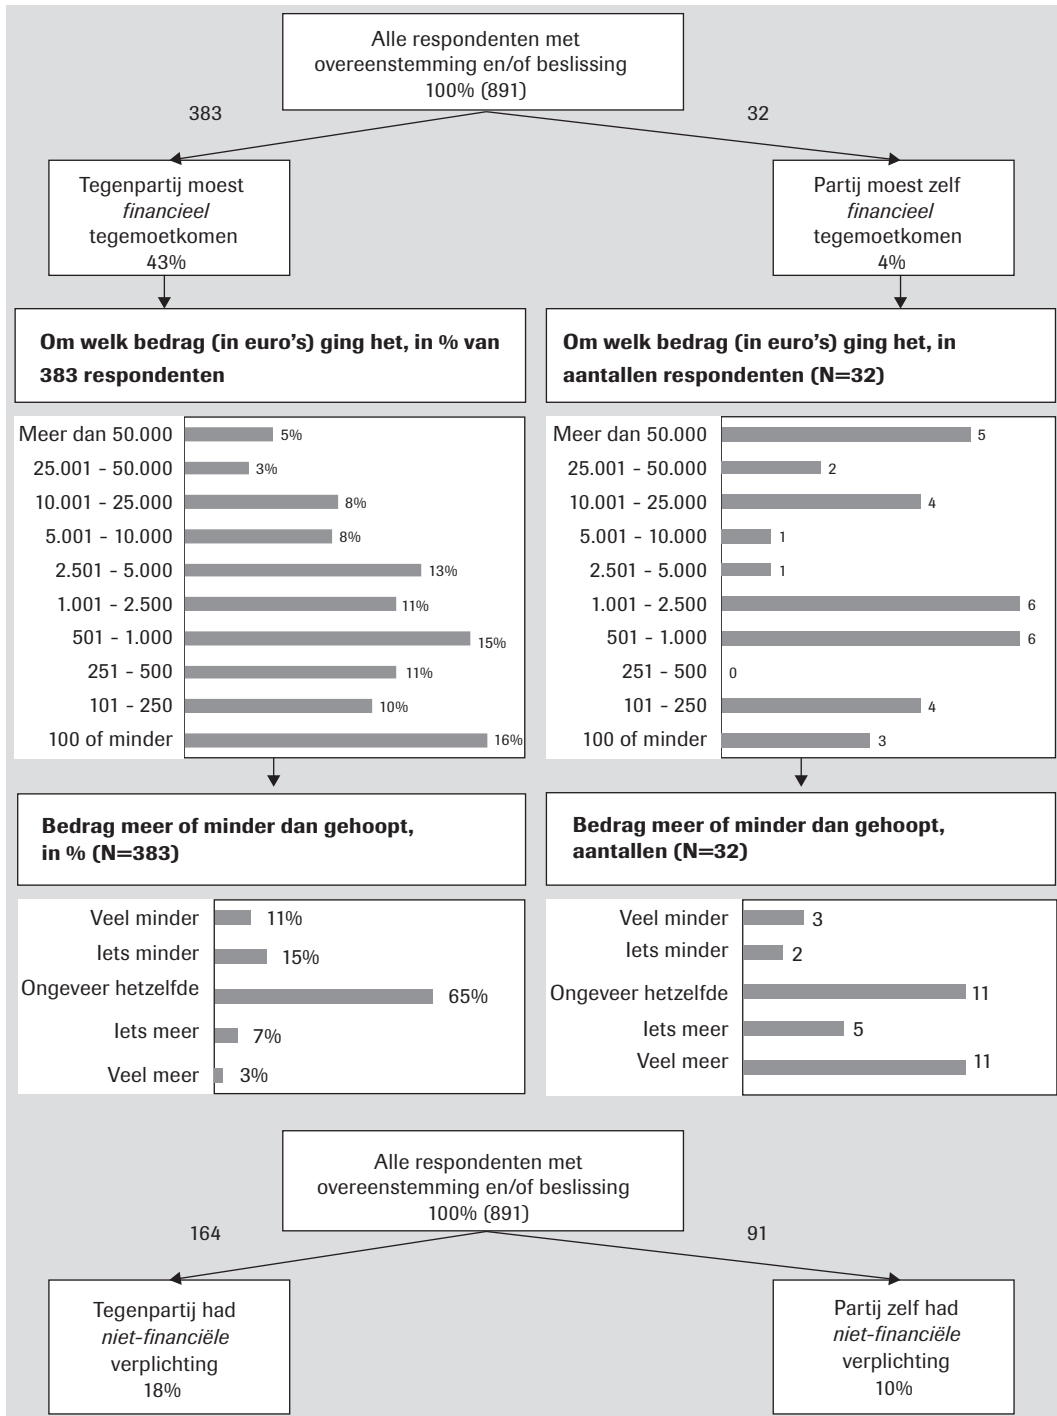 Alle respondenten met
overeenstemming en/of beslissing
100% (891)
383
32
Tegenpartij moest
financieel
tegemoetkomen
43%
Partij moest zelf
financieel
tegemoetkomen
4%
Om welk bedrag (in euro's) ging het, in % van
383 respondenten
Meer dan 50.000 5%
25.001 - 50.000 3%
10.001 - 25.000 8%
5.001 - 10.000 8%
2.501 - 5.000 13%
1.001 - 2.500 11%
501 - 1.000 15%
251 - 500 11%
101 - 250 10%
100 of minder 16%
Om welk bedrag (in euro's) ging het, in
aantallen respondenten (N=32)
Meer dan 50.000 5
25.001 - 50.000 2
10.001 - 25.000 4
5.001 - 10.000 1
2.501 - 5.000 1
1.001 - 2.500 6
501 - 1.000 6
251 - 500 0
101 - 250 4
100 of minder 3
Bedrag meer of minder dan gehoopt,
in % (N=383)
Veel minder 11%
Iets minder 15%
Ongeveer hetzelfde 65%
Iets meer 7%
Veel meer 3%
Bedrag meer of minder dan gehoopt,
aantallen (N=32)
Veel minder 3
Iets minder 2
Ongeveer hetzelfde 11
Iets meer 5
Veel meer 11
Alle respondenten met
overeenstemming en/of beslissing
100% (891)
164
91
Tegenpartij had
niet-financiële
verplichting
18%
Partij zelf had
niet-financiële
verplichting
10%